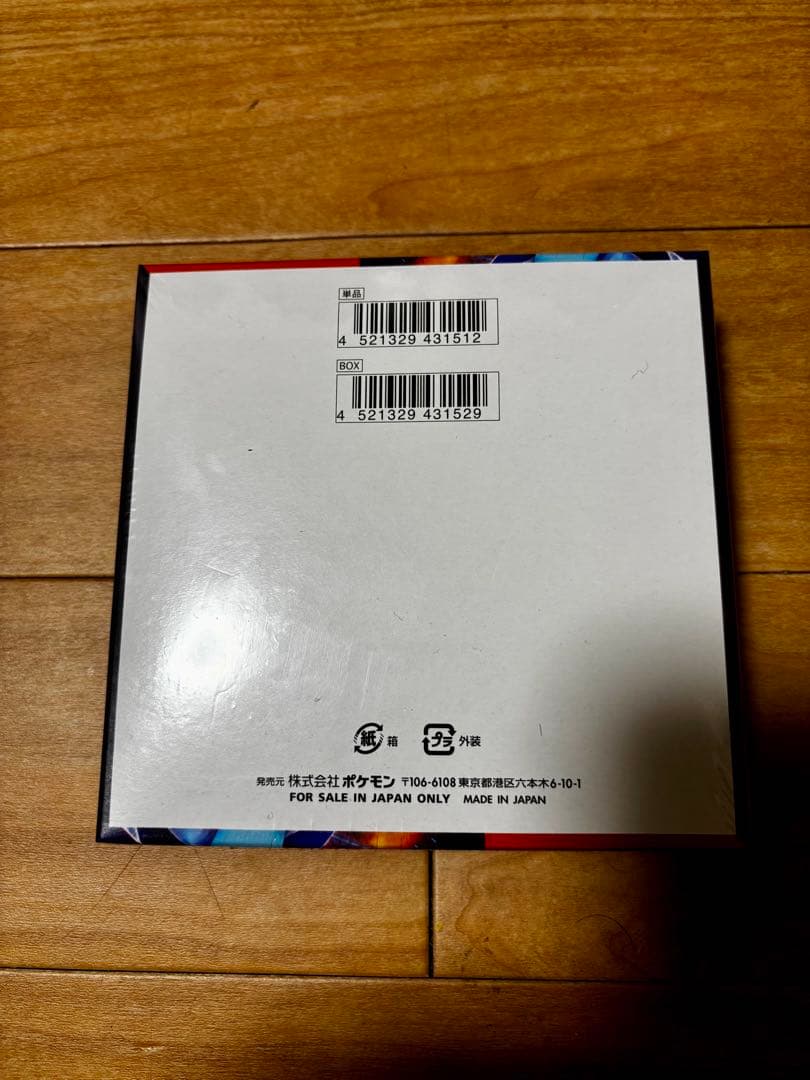 単品
4 521329 431512
BOX
4 521329 431529
紙 箱 プラ 外装
発売元 株式会社 ポケモン 〒106-6108 東京都港区六本木6-10-1
FOR SALE IN JAPAN ONLY MADE IN JAPAN